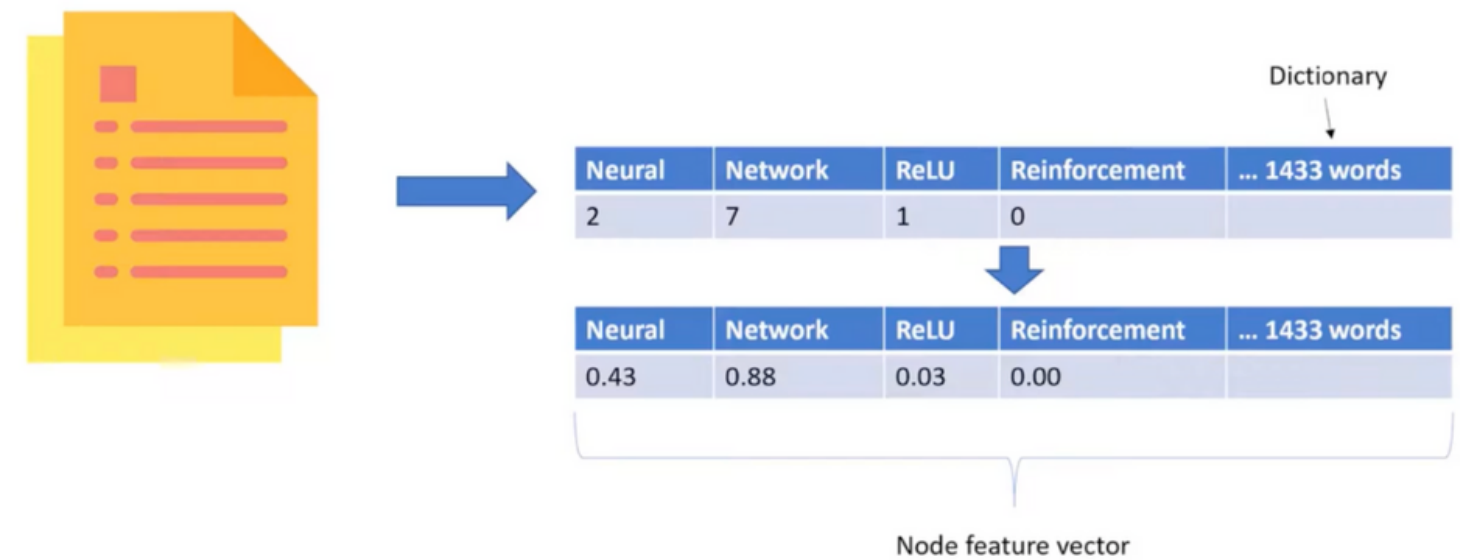 Dictionary
Neural Network ReLU Reinforcement ... 1433 words
2 7 1 0
Neural Network ReLU Reinforcement ... 1433 words
0.43 0.88 0.03 0.00
Node feature vector